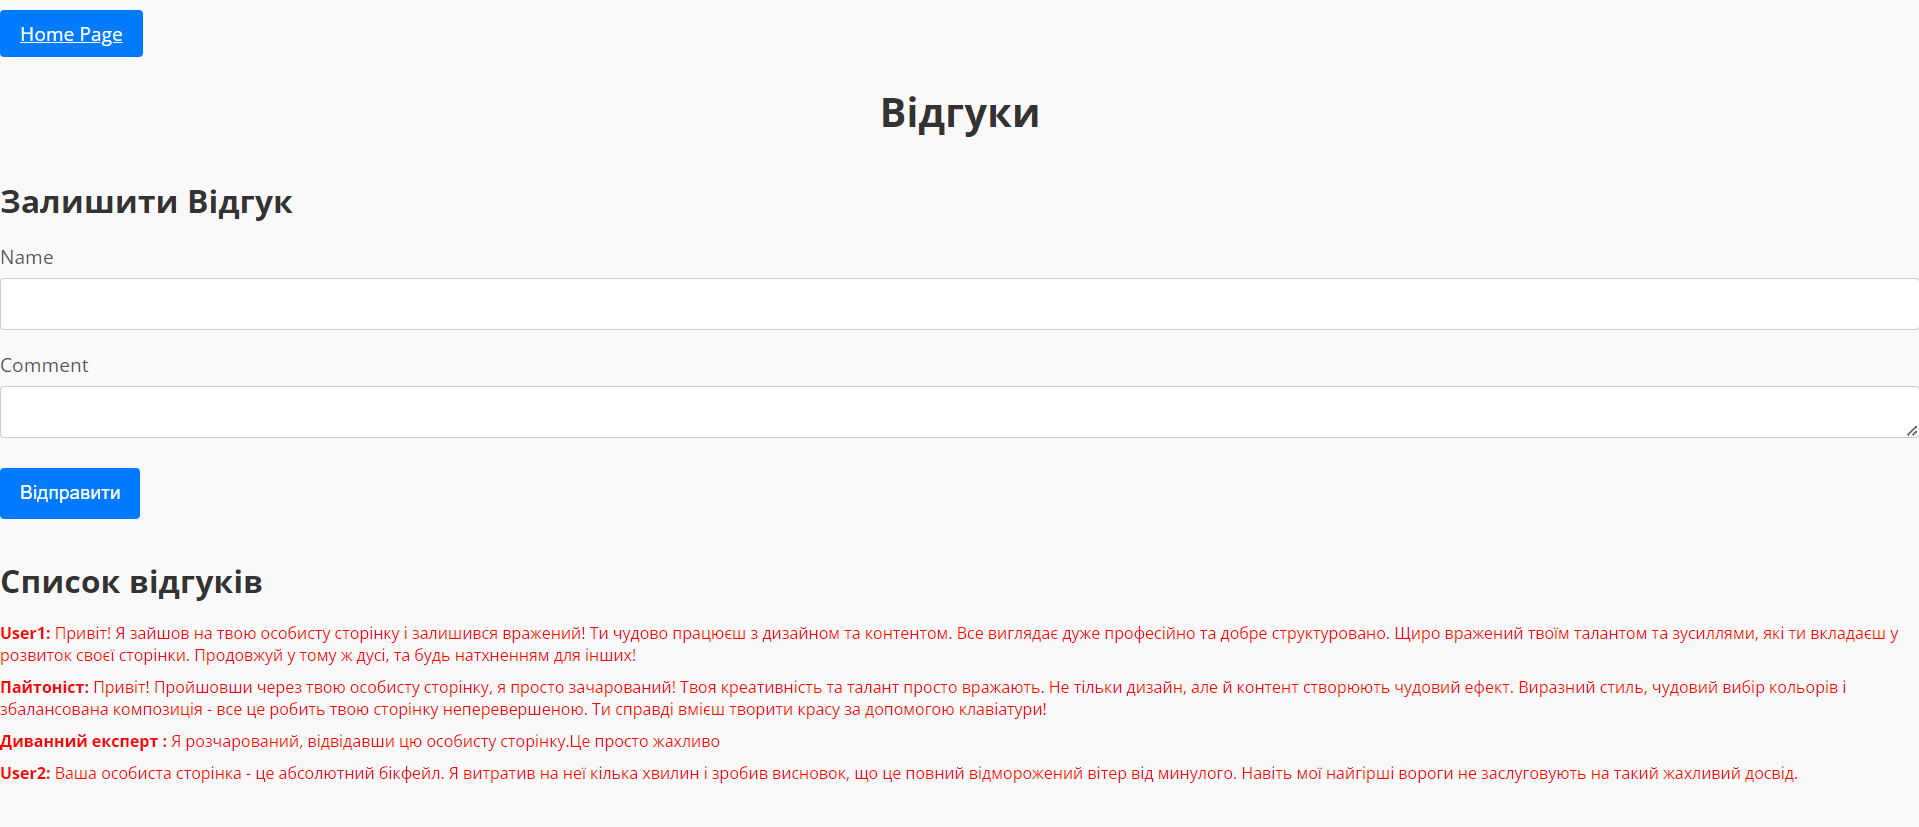 Home Page
Відгуки
Залишити Відгук
Name
Comment
Відправити
Список відгуків
User1: Привіт! Я зайшов на твою особисту сторінку і залишився вражений! Ти чудово працюєш з дизайном та контентом. Все виглядає дуже професійно та добре структуровано. Щиро вражений твоїм талантом та зусиллями, які ти вкладаєш у
розвиток своєї сторінки. Продовжуй у тому ж дусі, та будь натхненням для інших!
Пайтоніст: Привіт! Пройшовши через твою особисту сторінку, я просто зачарований! Твоя креативність та талант просто вражають. Не тільки дизайн, але й контент створюють чудовий ефект. Виразний стиль, чудовий вибір кольорів і
збалансована композиція - все це робить твою сторінку неперевершеною. Ти справді вмієш творити красу за допомогою клавіатури!
Диванний експерт : Я розчарований, відвідавши цю особисту сторінку.Це просто жахливо
User2: Ваша особиста сторінка - це абсолютний бікфейл. Я витратив на неї кілька хвилин і зробив висновок, що це повний відморожений вітер від минулого. Навіть мої найгірші вороги не заслуговують на такий жахливий досвід.